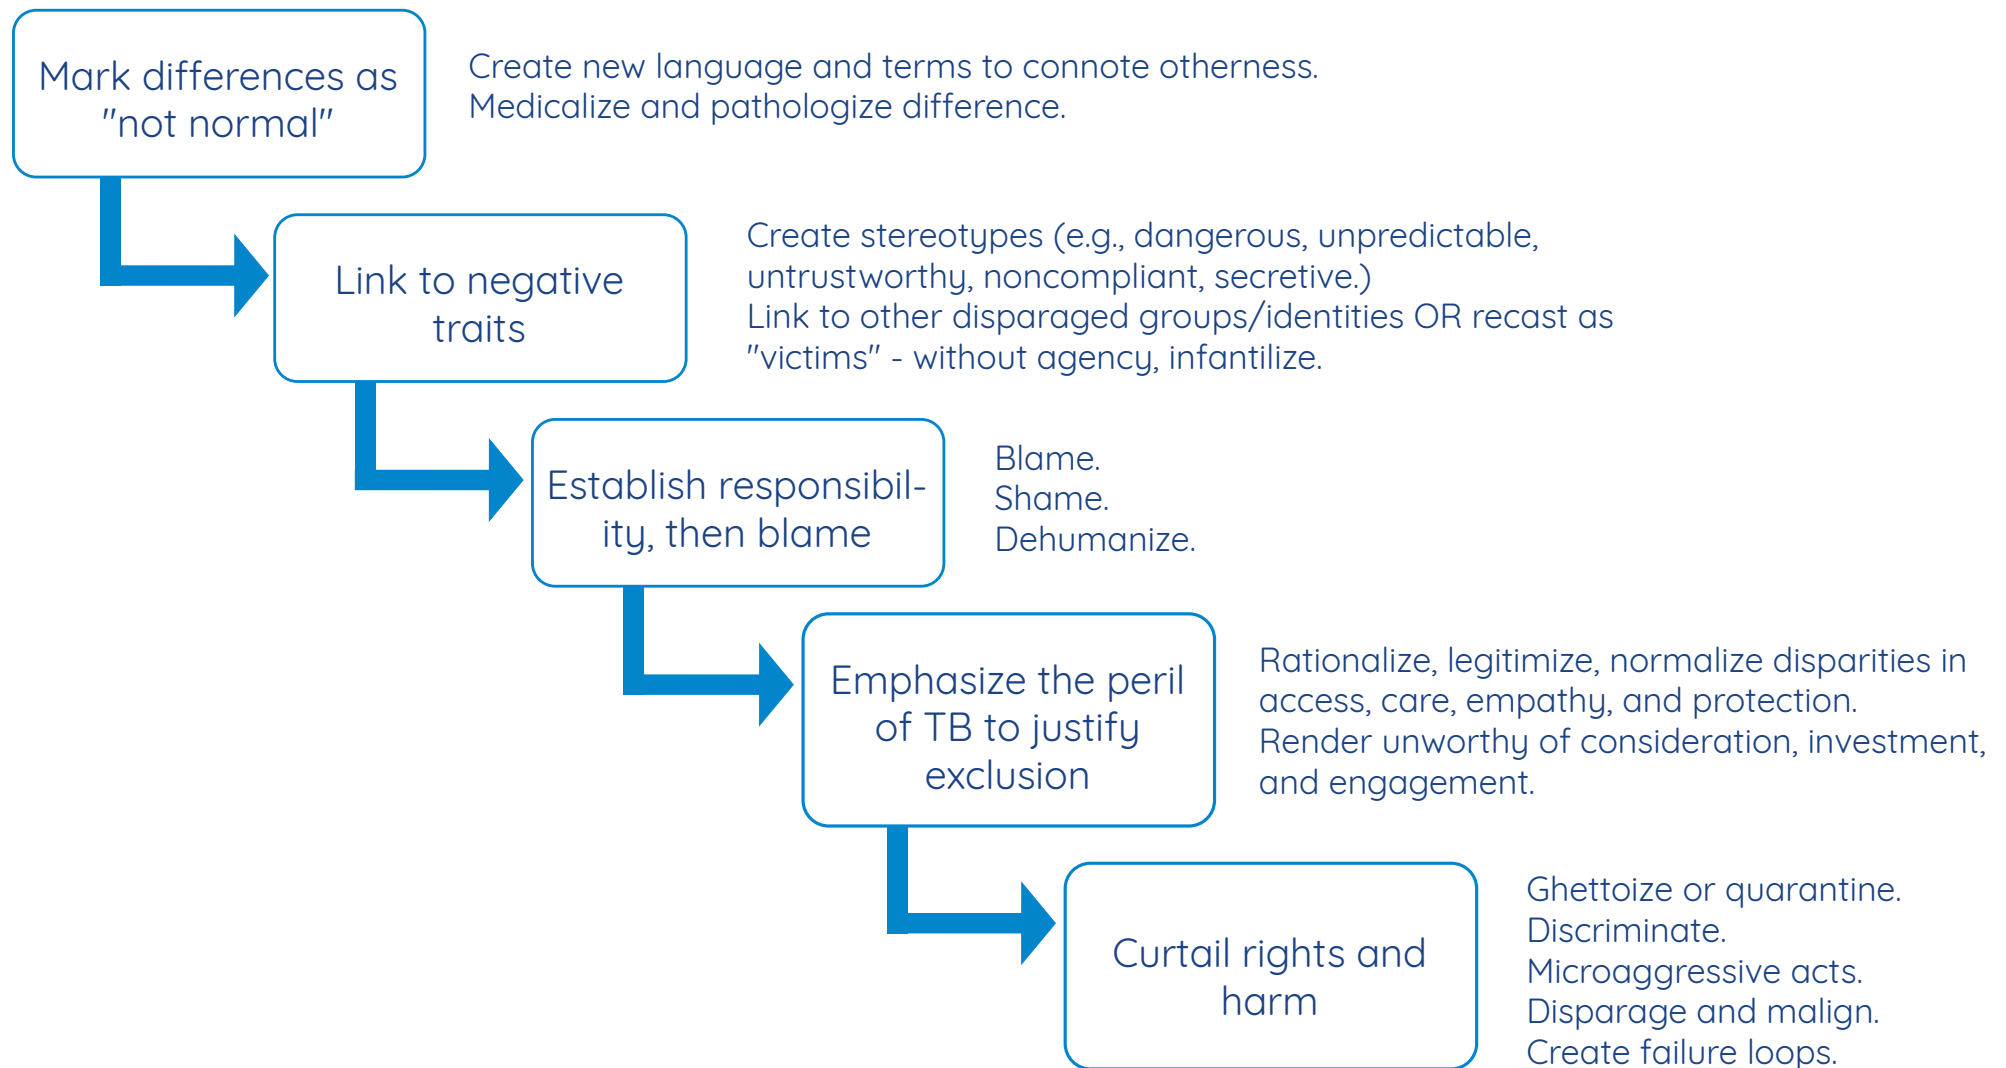 Mark differences as
"not normal"
Create new language and terms to connote otherness.
Medicalize and pathologize difference.
Link to negative
traits
Create stereotypes (e.g., dangerous, unpredictable,
untrustworthy, noncompliant, secretive.)
Link to other disparaged groups/identities OR recast as
"victims" - without agency, infantilize.
Establish responsibil-
ity, then blame
Blame.
Shame.
Dehumanize.
Emphasize the peril
of TB to justify
exclusion
Rationalize, legitimize, normalize disparities in
access, care, empathy, and protection.
Render unworthy of consideration, investment,
and engagement.
Curtail rights and
harm
Ghettoize or quarantine.
Discriminate.
Microaggressive acts.
Disparage and malign.
Create failure loops.